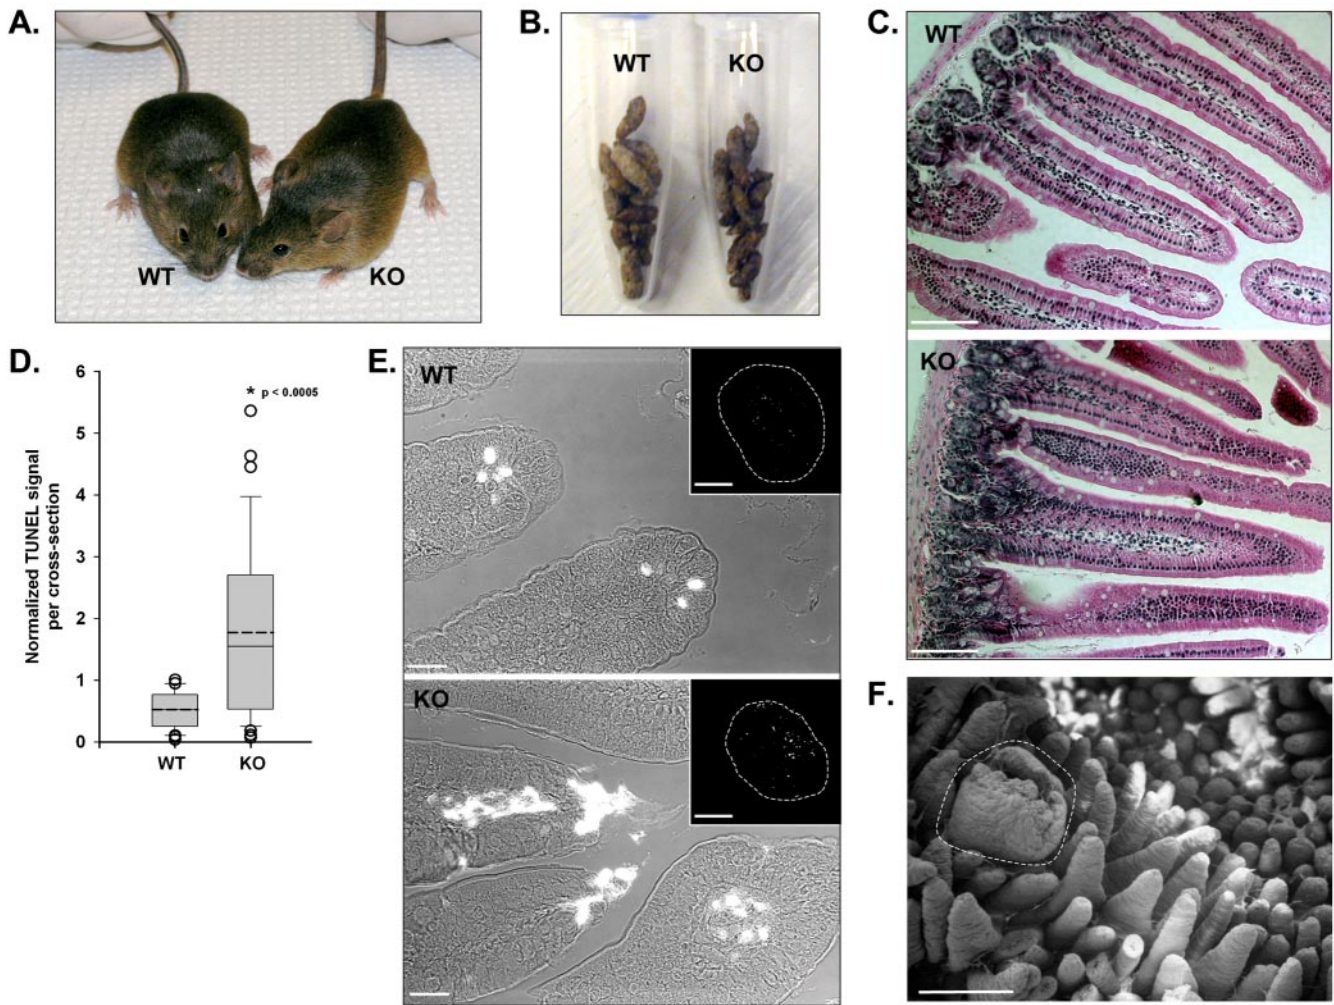 A.
WT
KO
B.
WT
KO
C.
WT
KO
D.
Normalized TUNEL signal
per cross-section
6
5
4
3
2
1
0
* p < 0.0005
WT
KO
E.
WT
KO
F.